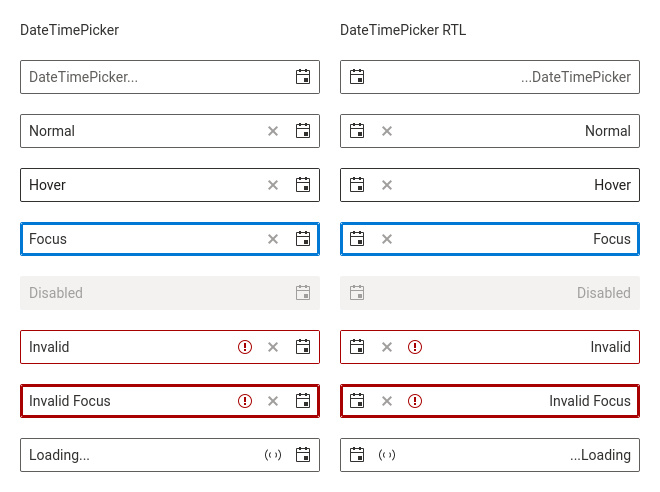 DateTimePicker
DateTimePicker RTL
DateTimePicker...
...DateTimePicker
Normal
Normal
Hover
Hover
Focus
Focus
Disabled
Disabled
Invalid
Invalid
Invalid Focus
Invalid Focus
Loading...
...Loading